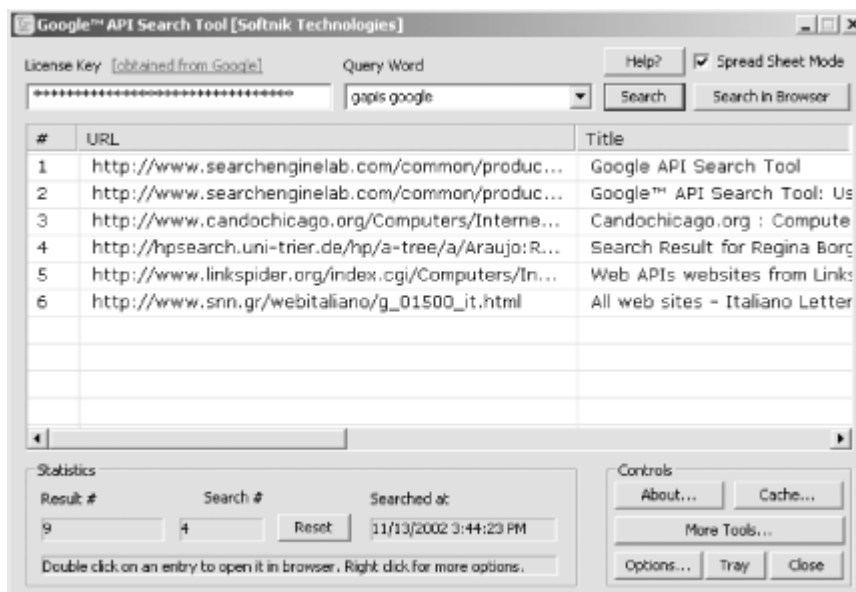 Google™ API Search Tool [Softnik Technologies]
License Key [obtained from Google] Query Word Help? Spread Sheet Mode
******************************** gapis google Search Search in Browser
# URL Title
1 http://www.searchenginelab.com/common/produc... Google API Search Tool
2 http://www.searchenginelab.com/common/produc... Google™ API Search Tool: Us
3 http://www.candochicago.org/Computers/Interne... Candochicago.org : Compute
4 http://hpsearch.uni-trier.de/hp/a-tree/a/Araujo:R... Search Result for Regina Borg
5 http://www.linkspider.org/index.cgi/Computers/In... Web APIs websites from Links
6 http://www.snn.gr/webitaliano/g_01500_it.html All web sites - Italiano Letter
Statistics Controls
Result # Search # Searched at About... Cache...
9 4 Reset 11/13/2002 3:44:23 PM More Tools...
Double click on an entry to open it in browser. Right click for more options. Options... Tray Close